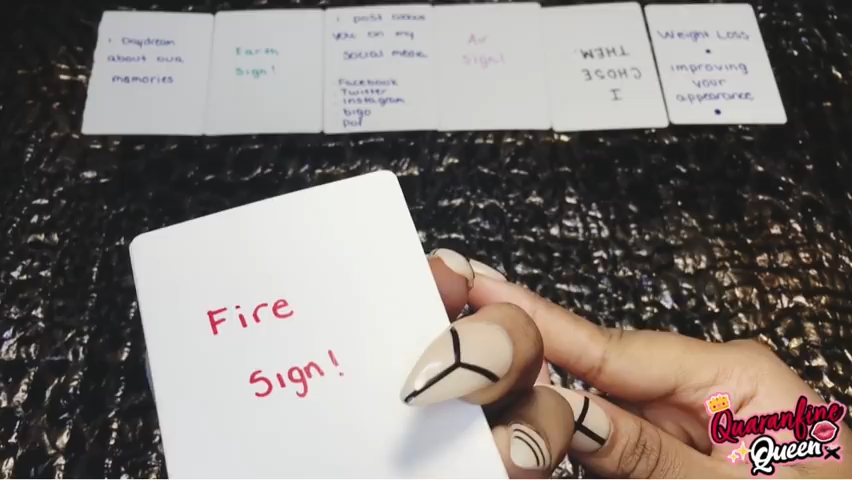 I Daydream
about our
memories
Earth
Sign!
I post about
you on my
social media
Facebook
Twitter
Instagram
bigo
Pof
Air
Sign!
I
CHOSE
THEM
Weight Loss
improving
your
appearance
Fire
Sign!
Quaranfine
Queen